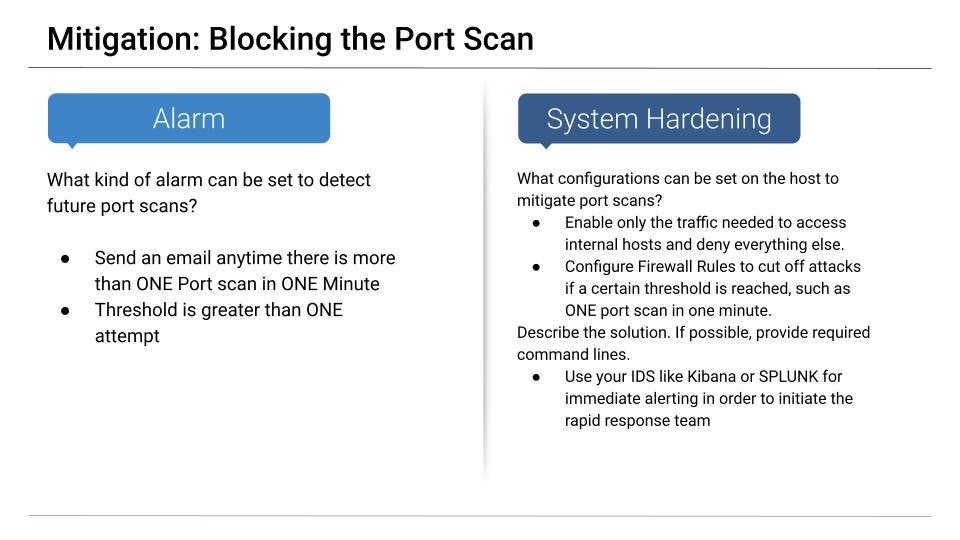 Mitigation: Blocking the Port Scan
Alarm
What kind of alarm can be set to detect
future port scans?
● Send an email anytime there is more
than ONE Port scan in ONE Minute
● Threshold is greater than ONE
attempt
System Hardening
What configurations can be set on the host to
mitigate port scans?
● Enable only the traffic needed to access
internal hosts and deny everything else.
● Configure Firewall Rules to cut off attacks
if a certain threshold is reached, such as
ONE port scan in one minute.
Describe the solution. If possible, provide required
command lines.
● Use your IDS like Kibana or SPLUNK for
immediate alerting in order to initiate the
rapid response team